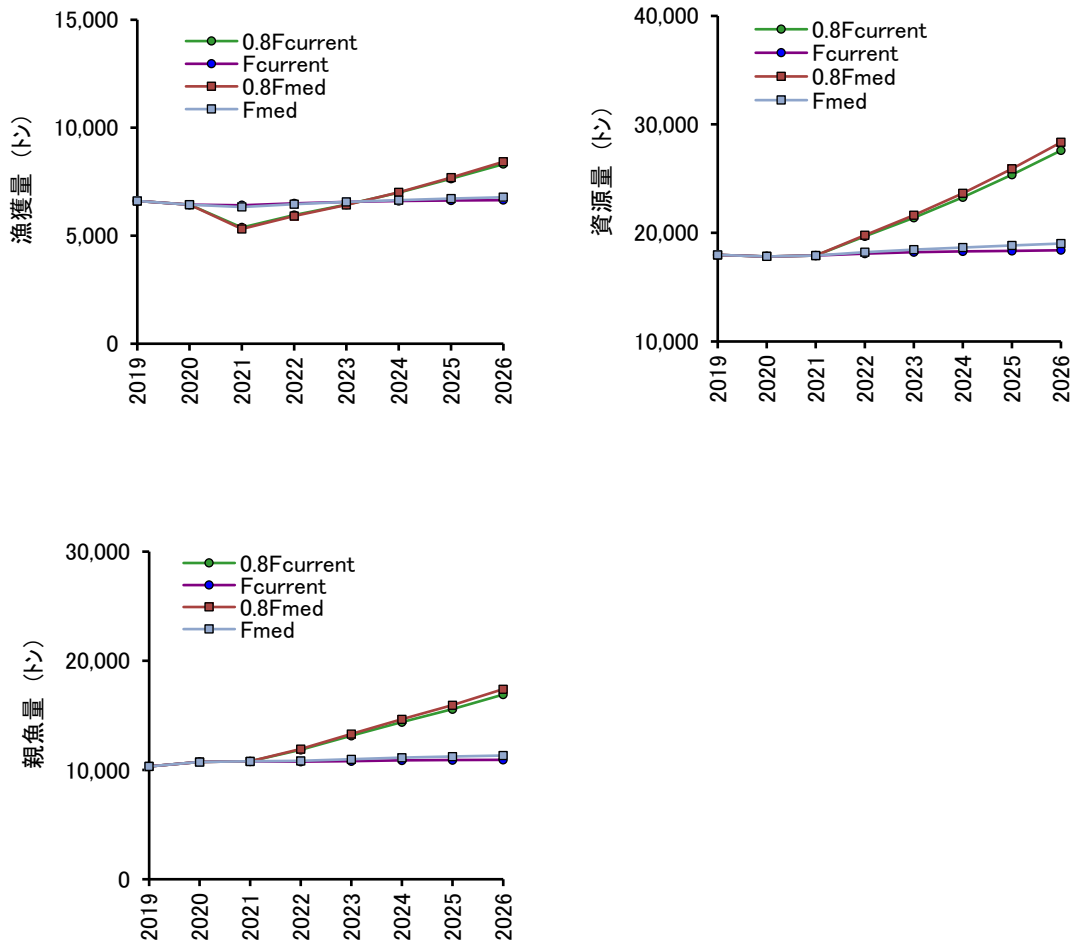 15,000
10,000
5,000
0
漁獲量 (トン)
0.8Fcurrent
Fcurrent
0.8Fmed
Fmed
2019
2020
2021
2022
2023
2024
2025
2026
40,000
30,000
20,000
10,000
資源量 (トン)
0.8Fcurrent
Fcurrent
0.8Fmed
Fmed
2019
2020
2021
2022
2023
2024
2025
2026
30,000
20,000
10,000
0
親魚量 (トン)
0.8Fcurrent
Fcurrent
0.8Fmed
Fmed
2019
2020
2021
2022
2023
2024
2025
2026